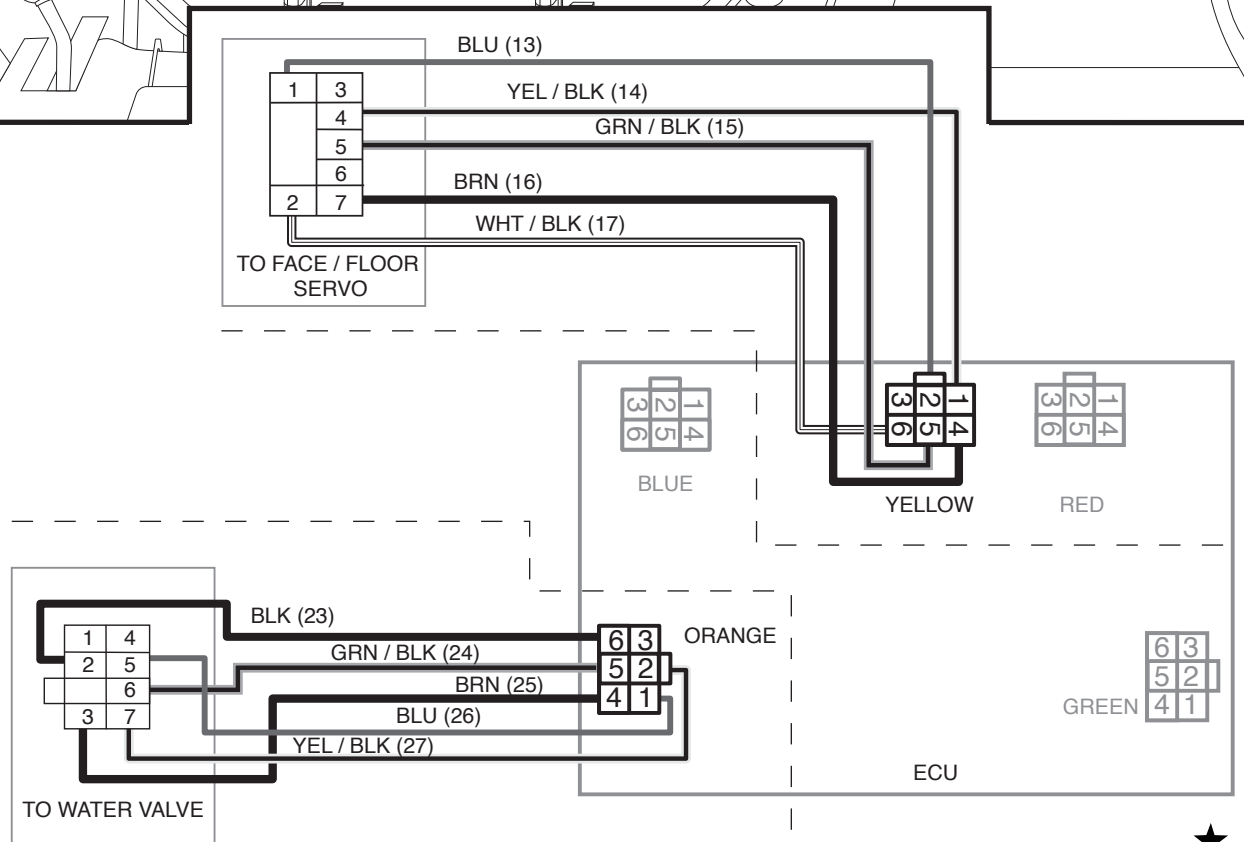 BLU (13)
YEL / BLK (14)
GRN / BLK (15)
BRN (16)
WHT / BLK (17)
1 3
4
5
6
2 7
TO FACE / FLOOR
SERVO
3 2 1
6 5 4
BLUE
3 2 1
6 5 4
YELLOW
3 2 1
6 5 4
RED
BLK (23)
GRN / BLK (24)
BRN (25)
BLU (26)
YEL / BLK (27)
1 4
2 5
6
3 7
TO WATER VALVE
6 3
5 2
4 1
ORANGE
6 3
5 2
4 1
GREEN
ECU